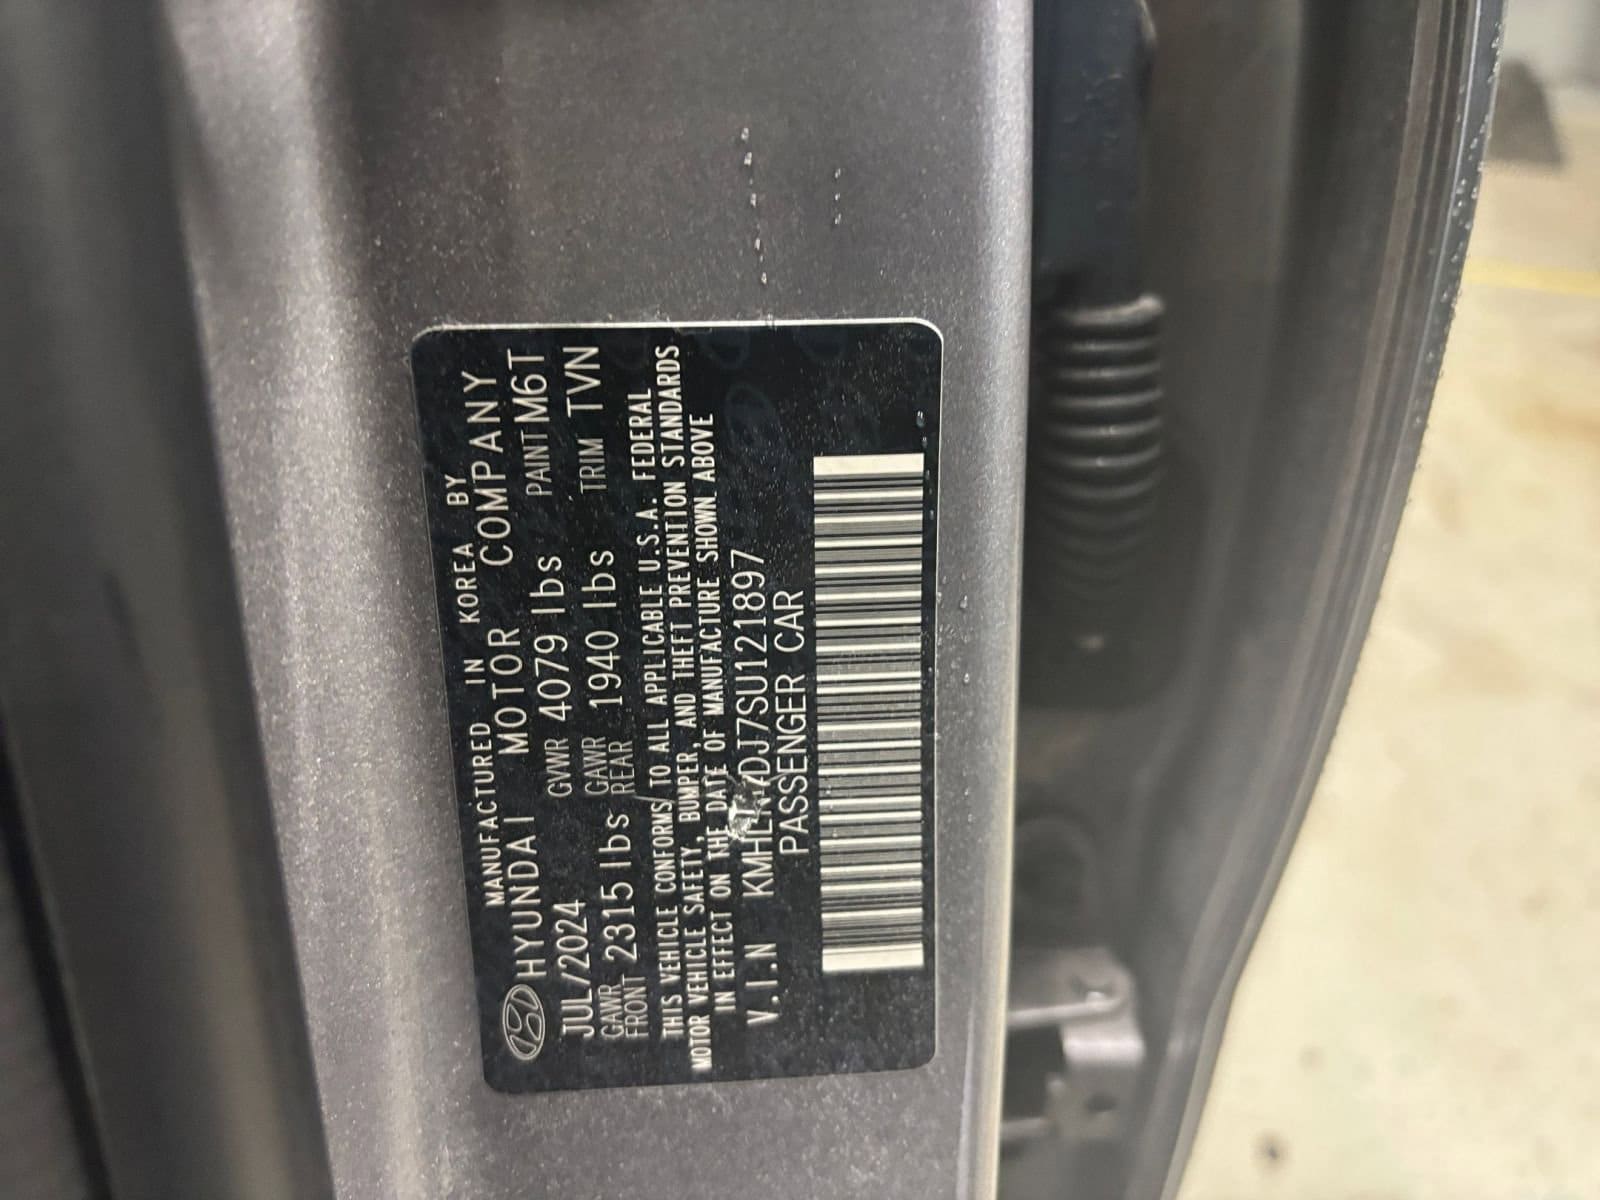 MANUFACTURED IN KOREA BY
HYUNDAI MOTOR COMPANY
JUL/2024 GVWR 4079 lbs PAINT M6T
GAWR FRONT 2315 lbs GAWR REAR 1940 lbs TRIM TVN
THIS VEHICLE CONFORMS TO ALL APPLICABLE U.S.A. FEDERAL
MOTOR VEHICLE SAFETY, BUMPER, AND THEFT PREVENTION STANDARDS
IN EFFECT ON THE DATE OF MANUFACTURE SHOWN ABOVE
V.I.N
PASSENGER CAR